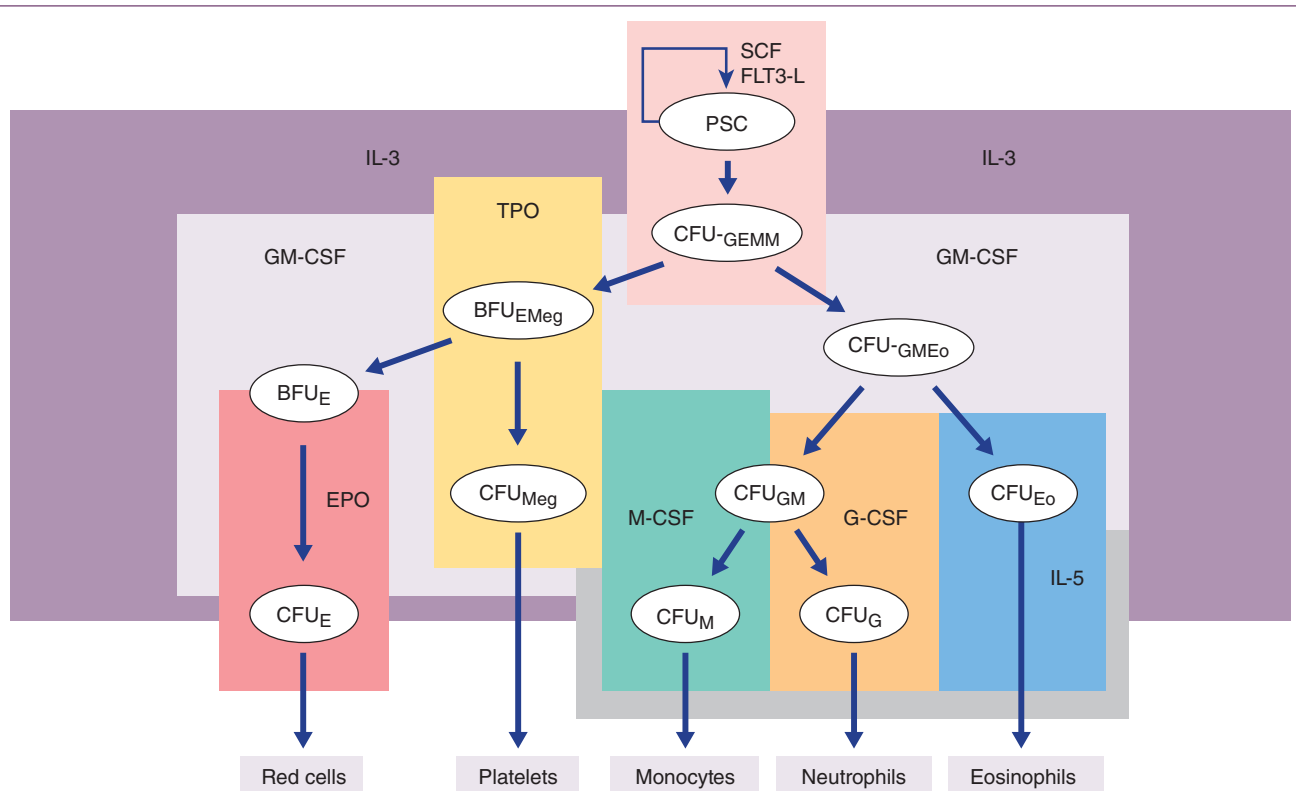 SCF
FLT3-L
PSC
IL-3
IL-3
TPO
CFU-GEMM
GM-CSF
GM-CSF
BFUEMeg
CFU-GMEo
BFUE
EPO
CFUMeg
M-CSF
CFUGM
G-CSF
CFUEo
IL-5
CFUE
CFUM
CFUG
Red cells
Platelets
Monocytes
Neutrophils
Eosinophils